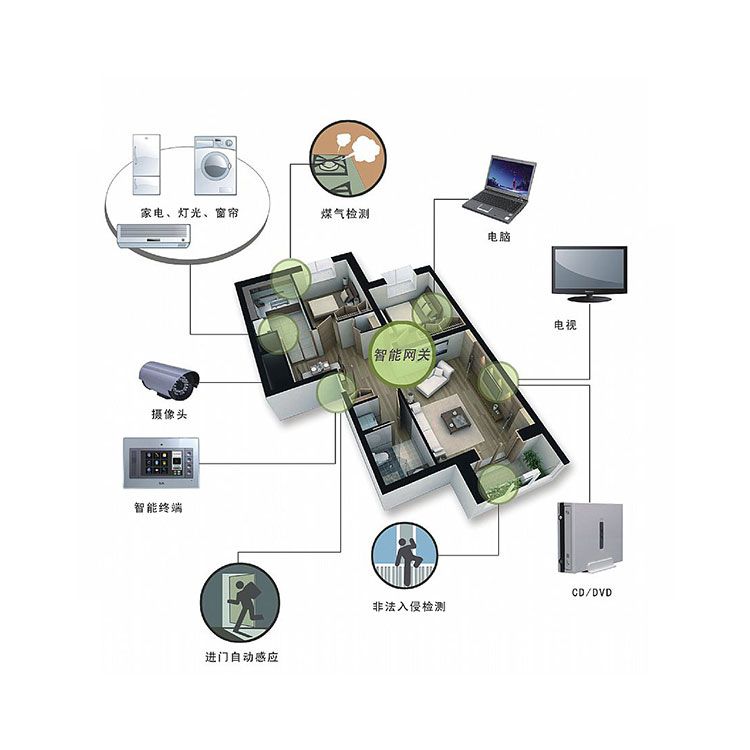 煤气检测
家电、灯光、窗帘
电脑
电视
智能网关
摄像头
智能终端
CD/DVD
非法入侵检测
进门自动感应